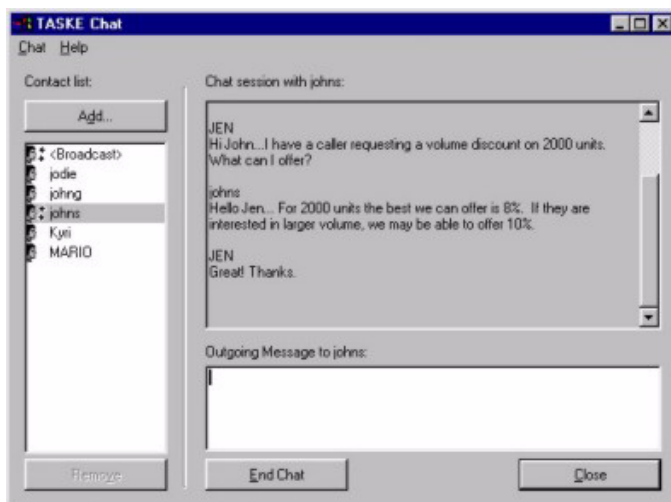 TASKE Chat
Chat Help
Contact list:
Add...
<Broadcast>
jodie
johng
johns
Kyri
MARIO
Remove
Chat session with johns:
JEN
Hi John...I have a caller requesting a volume discount on 2000 units.
What can I offer?
johns
Hello Jen... For 2000 units the best we can offer is 8%. If they are
interested in larger volume, we may be able to offer 10%.
JEN
Great! Thanks.
Outgoing Message to johns:
End Chat
Close